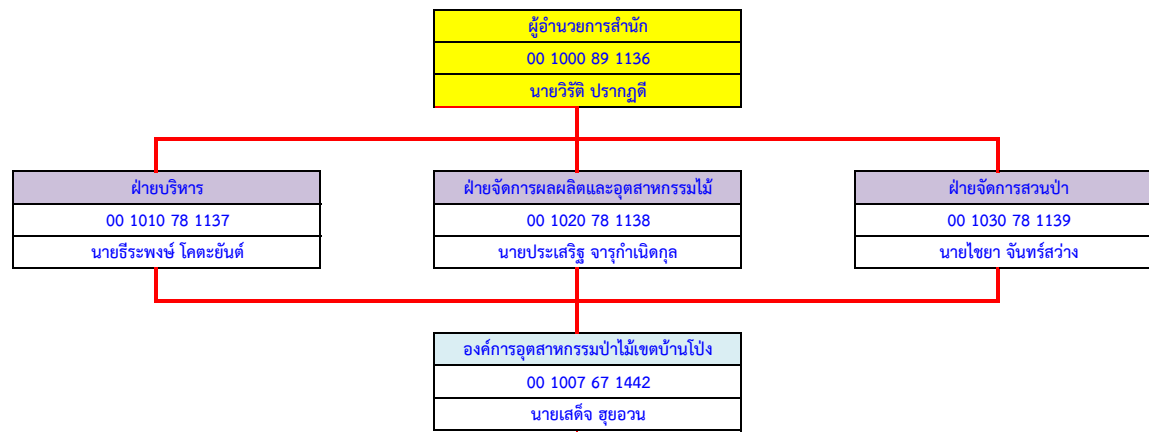 ผู้อำนวยการสำนัก
00 1000 89 1136
นายวิรัติ ปรากฏดี
ฝ่ายบริหาร
00 1010 78 1137
นายธีระพงษ์ โคตะยันต์
ฝ่ายจัดการผลผลิตและอุตสาหกรรมไม้
00 1020 78 1138
นายประเสริฐ จารุกำเนิดกุล
ฝ่ายจัดการสวนป่า
00 1030 78 1139
นายไชยา จันทร์สว่าง
องค์การอุตสาหกรรมป่าไม้เขตบ้านโป่ง
00 1007 67 1442
นายเสด็จ ฮุยอวน